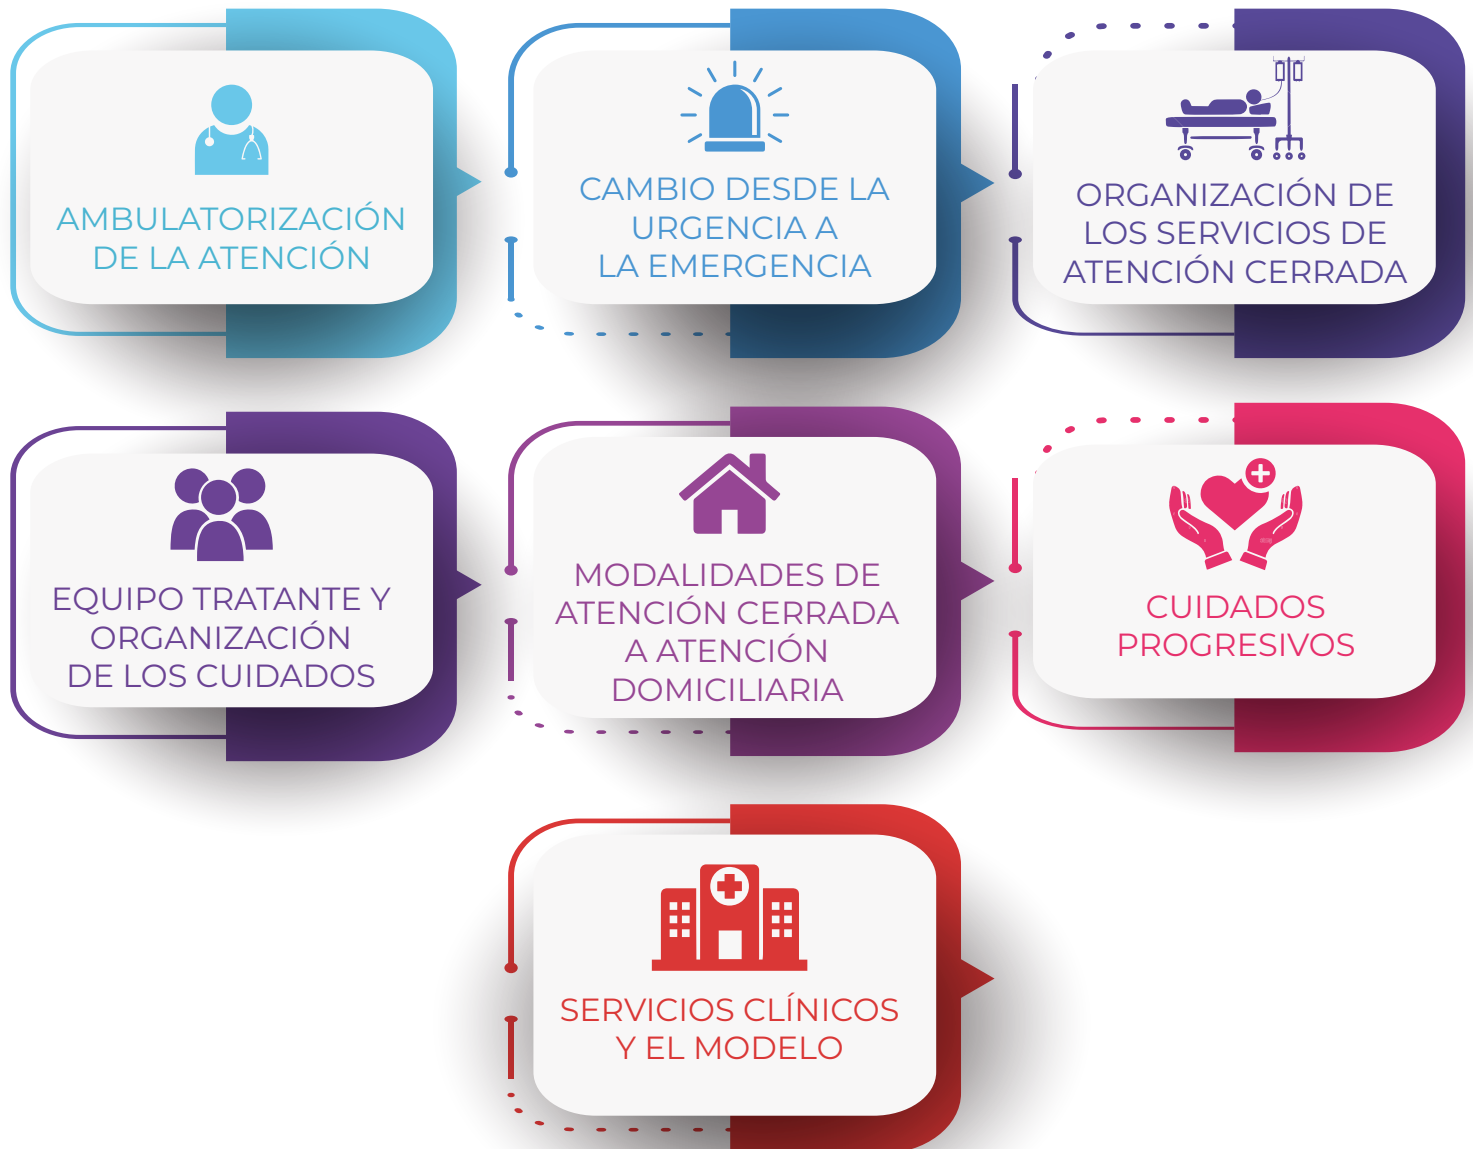 AMBULATORIZACIÓN
DE LA ATENCIÓN
CAMBIO DESDE LA
URGENCIA A
LA EMERGENCIA
ORGANIZACIÓN DE
LOS SERVICIOS DE
ATENCIÓN CERRADA
EQUIPO TRATANTE Y
ORGANIZACIÓN
DE LOS CUIDADOS
MODALIDADES DE
ATENCIÓN CERRADA
A ATENCIÓN
DOMICILIARIA
CUIDADOS
PROGRESIVOS
SERVICIOS CLÍNICOS
Y EL MODELO